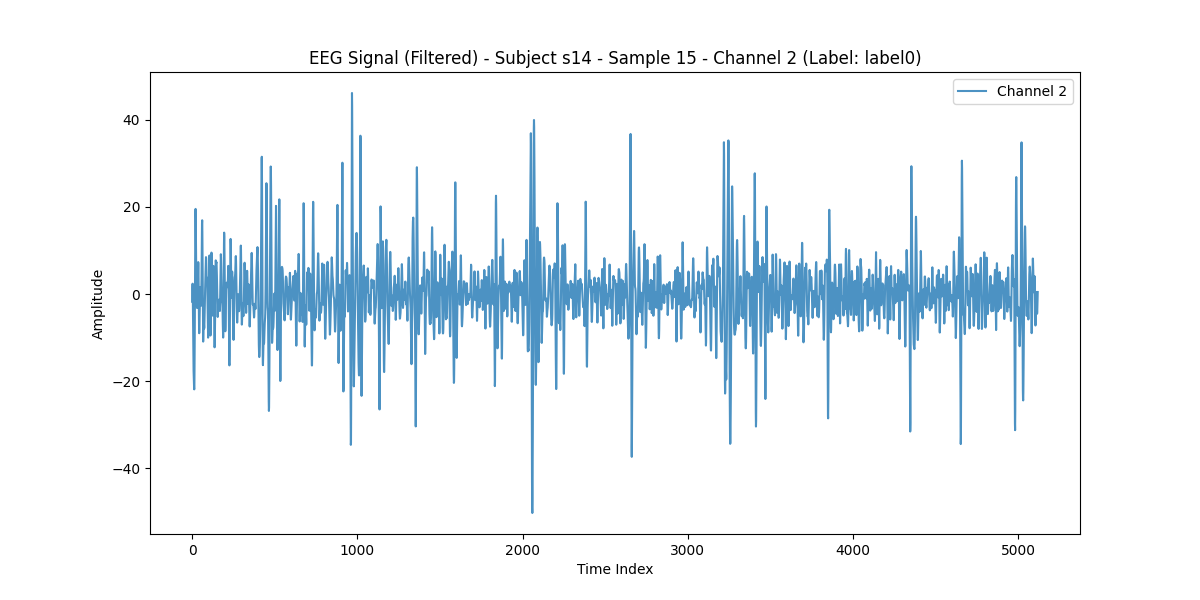 EEG Signal (Filtered) - Subject s14 - Sample 15 - Channel 2 (Label: label0)
Channel 2
Amplitude
40
20
0
−20
−40
0 1000 2000 3000 4000 5000
Time Index